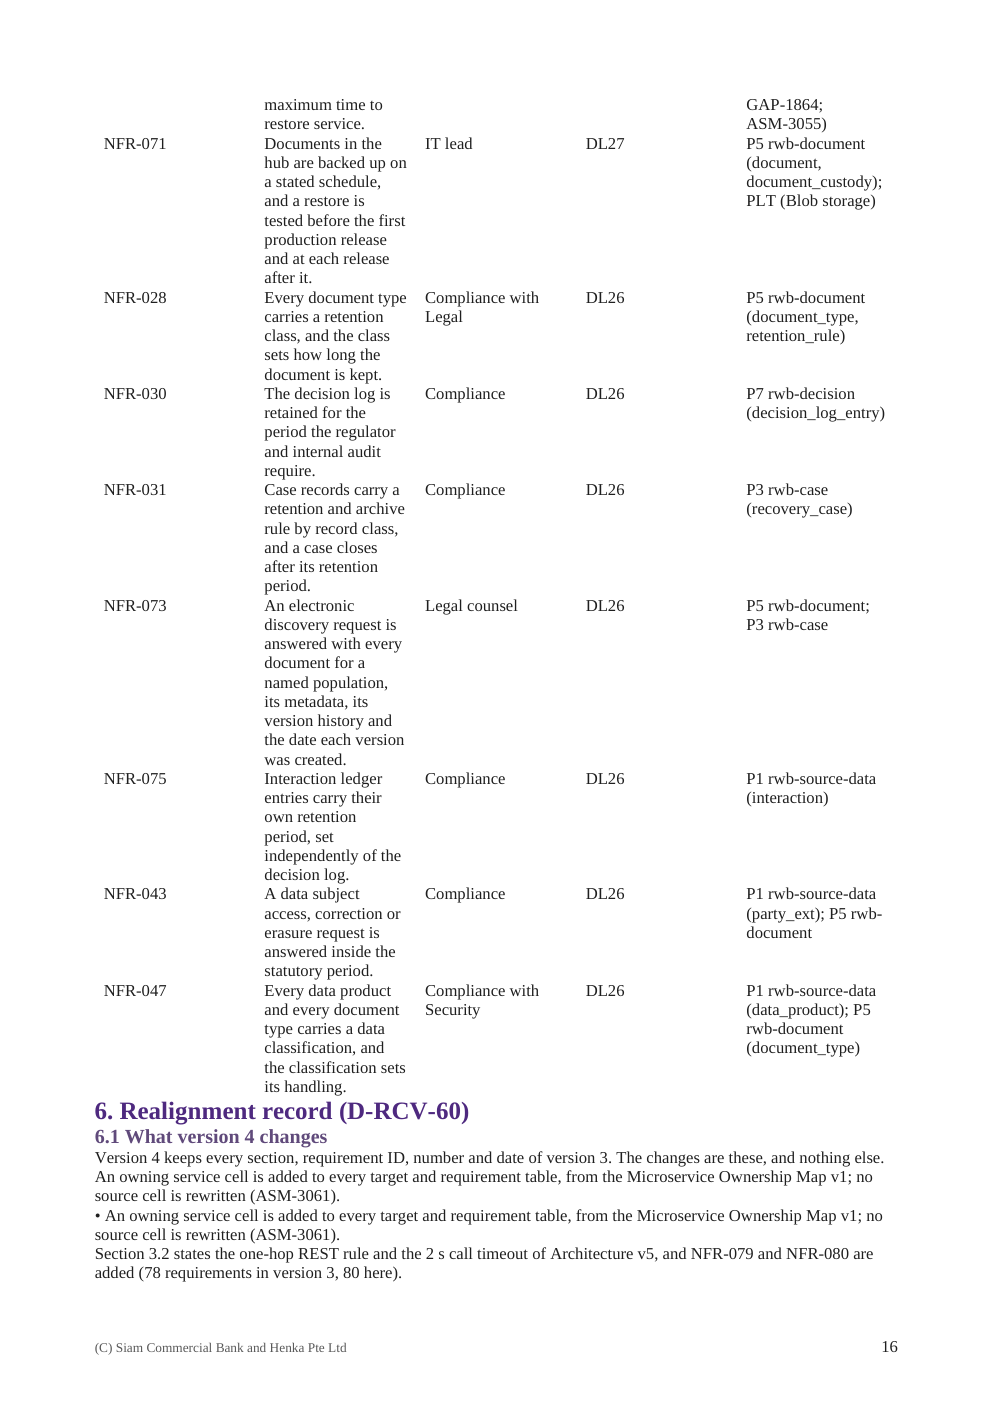 maximum time to
restore service.
GAP-1864;
ASM-3055)
NFR-071
Documents in the
hub are backed up on
a stated schedule,
and a restore is
tested before the first
production release
and at each release
after it.
IT lead
DL27
P5 rwb-document
(document,
document_custody);
PLT (Blob storage)
NFR-028
Every document type
carries a retention
class, and the class
sets how long the
document is kept.
Compliance with
Legal
DL26
P5 rwb-document
(document_type,
retention_rule)
NFR-030
The decision log is
retained for the
period the regulator
and internal audit
require.
Compliance
DL26
P7 rwb-decision
(decision_log_entry)
NFR-031
Case records carry a
retention and archive
rule by record class,
and a case closes
after its retention
period.
Compliance
DL26
P3 rwb-case
(recovery_case)
NFR-073
An electronic
discovery request is
answered with every
document for a
named population,
its metadata, its
version history and
the date each version
was created.
Legal counsel
DL26
P5 rwb-document;
P3 rwb-case
NFR-075
Interaction ledger
entries carry their
own retention
period, set
independently of the
decision log.
Compliance
DL26
P1 rwb-source-data
(interaction)
NFR-043
A data subject
access, correction or
erasure request is
answered inside the
statutory period.
Compliance
DL26
P1 rwb-source-data
(party_ext); P5 rwb-
document
NFR-047
Every data product
and every document
type carries a data
classification, and
the classification sets
its handling.
Compliance with
Security
DL26
P1 rwb-source-data
(data_product); P5
rwb-document
(document_type)
6. Realignment record (D-RCV-60)
6.1 What version 4 changes
Version 4 keeps every section, requirement ID, number and date of version 3. The changes are these, and nothing else.
An owning service cell is added to every target and requirement table, from the Microservice Ownership Map v1; no
source cell is rewritten (ASM-3061).
• An owning service cell is added to every target and requirement table, from the Microservice Ownership Map v1; no
source cell is rewritten (ASM-3061).
Section 3.2 states the one-hop REST rule and the 2 s call timeout of Architecture v5, and NFR-079 and NFR-080 are
added (78 requirements in version 3, 80 here).
(C) Siam Commercial Bank and Henka Pte Ltd
16